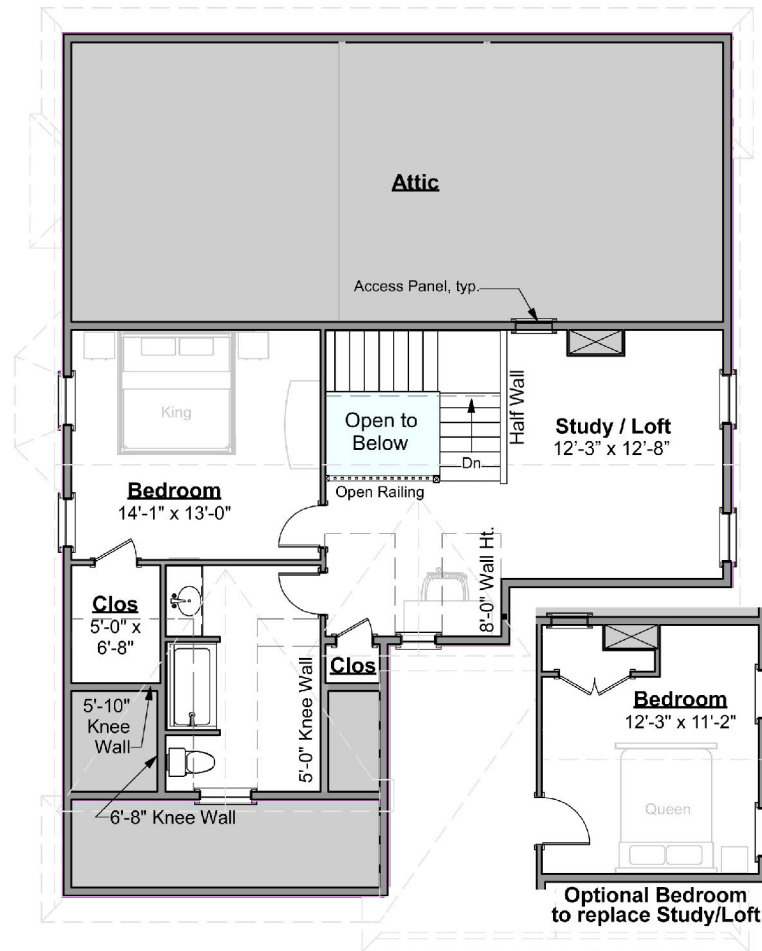 Attic
Access Panel, typ.
King
Open to
Below
Half Wall
Study / Loft
12'-3" x 12'-8"
Dn
Bedroom
14'-1" x 13'-0"
Open Railing
8'-0" Wall Ht.
Clos
5'-0" x
6'-8"
Clos
5'-10"
Knee
Wall
5'-0" Knee Wall
6'-8" Knee Wall
Bedroom
12'-3" x 11'-2"
Queen
Optional Bedroom
to replace Study/Loft